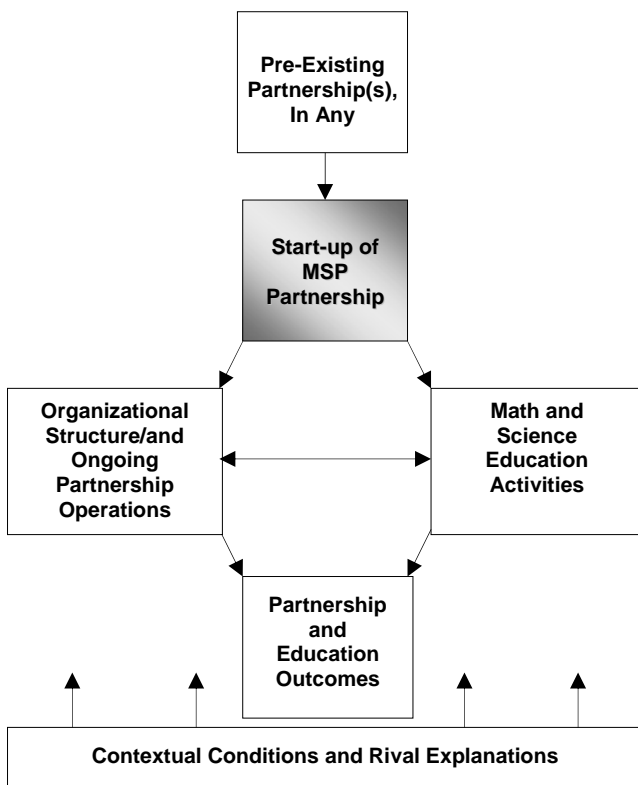 Pre-Existing
Partnership(s),
In Any
Start-up of
MSP
Partnership
Organizational
Structure/and
Ongoing
Partnership
Operations
Math and
Science
Education
Activities
Partnership
and
Education
Outcomes
Contextual Conditions and Rival Explanations